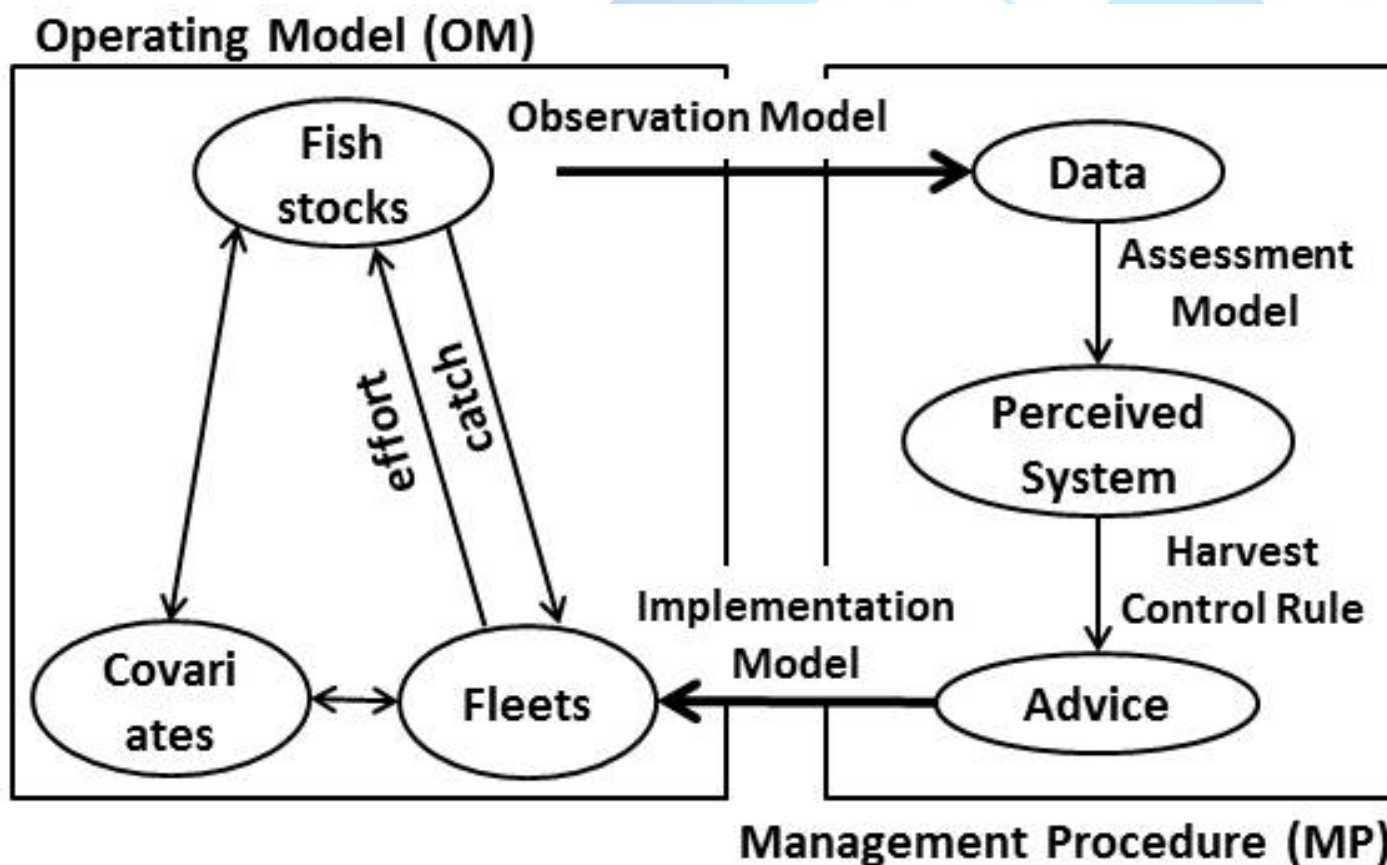 Operating Model (OM)
Observation Model
Fish
stocks
Data
Assessment
Model
effort
catch
Perceived
System
Harvest
Control Rule
Implementation
Model
Covari
ates
Fleets
Advice
Management Procedure (MP)